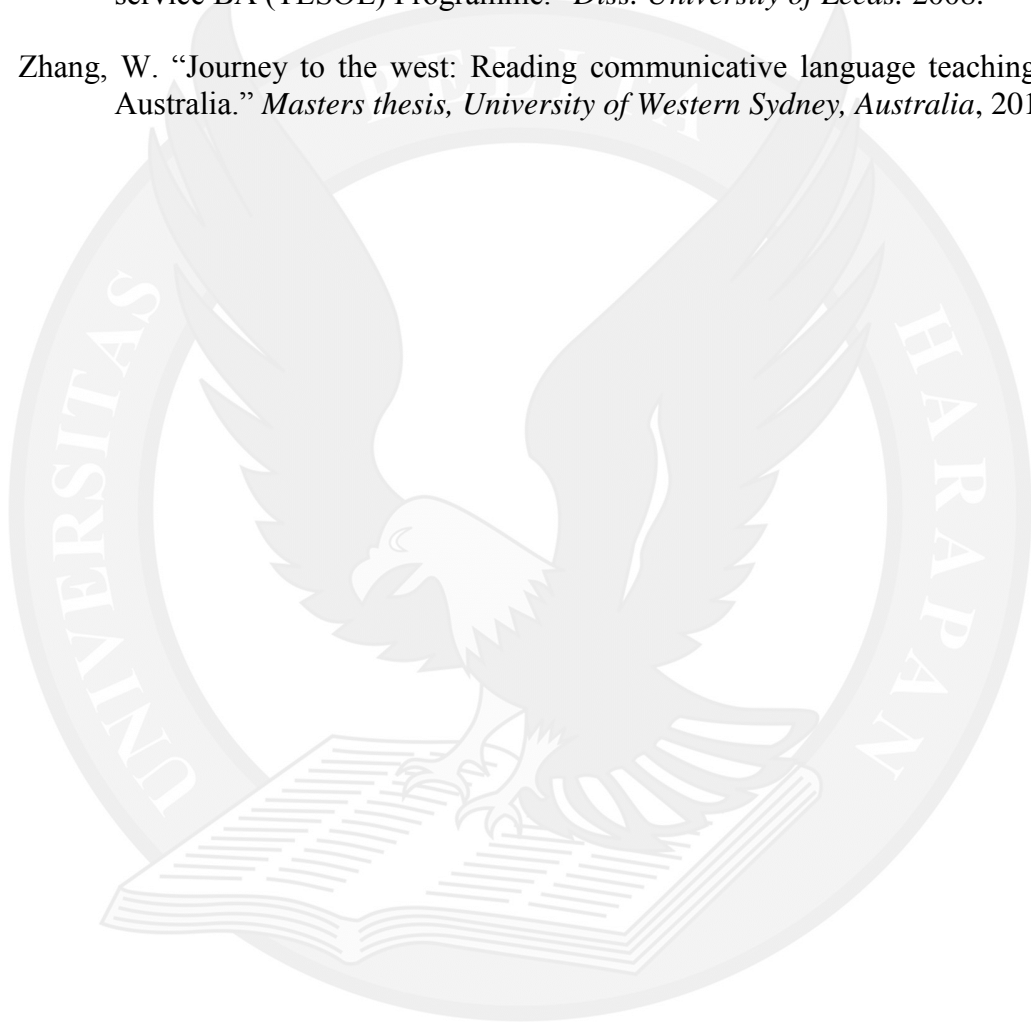 service BA (TESOL) Programme." Diss. University of Leeds. 2008.
Zhang, W. “Journey to the west: Reading communicative language teaching
Australia.” Masters thesis, University of Western Sydney, Australia, 201
UNIVERSITAS PELITA HARAPAN